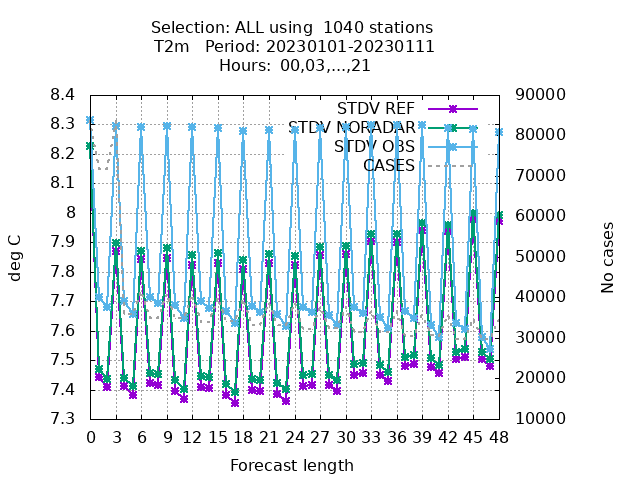 Selection: ALL using  1040 stations
T2m   Period: 20230101-20230111
Hours: 00,03,...,21
STDV REF
STDV NORADAR
STDV OBS
CASES
8.4
8.3
8.2
8.1
8
7.9
7.8
7.7
7.6
7.5
7.4
7.3
deg C
90000
80000
70000
60000
50000
40000
30000
20000
10000
No cases
0 3 6 9 12 15 18 21 24 27 30 33 36 39 42 45 48
Forecast length